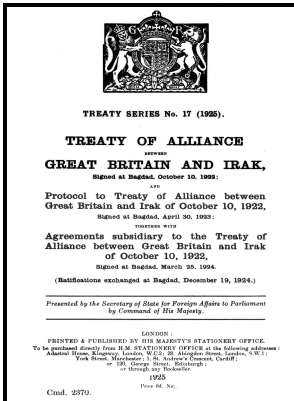 G R
TREATY SERIES No. 17 (1925).
TREATY OF ALLIANCE
BETWEEN
GREAT BRITAIN AND IRAK,
Signed at Bagdad, October 10, 1922;
AND
Protocol to Treaty of Alliance between
Great Britain and Irak of October 10, 1922,
Signed at Bagdad, April 30, 1923;
TOGETHER WITH
Agreements subsidiary to the Treaty of
Alliance between Great Britain and Irak
of October 10, 1922,
Signed at Bagdad, March 25, 1924.
(Ratifications exchanged at Bagdad, December 19, 1924.)
Presented by the Secretary of State for Foreign Affairs to Parliament
by Command of His Majesty.
LONDON:
PRINTED & PUBLISHED BY HIS MAJESTY'S STATIONERY OFFICE.
To be purchased directly from H.M. STATIONERY OFFICE at the following addresses:
Adastral House, Kingsway, London, W.C.2; 28, Abingdon Street, London, S.W.1;
York Street, Manchester; 1, St. Andrew's Crescent, Cardiff;
or 120, George Street, Edinburgh;
or through any Bookseller.
1925
Net.
Cmd. 2370.